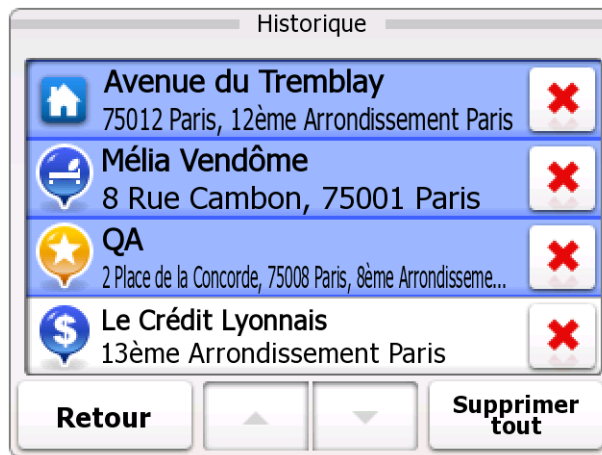 Historique
Avenue du Tremblay
75012 Paris, 12ème Arrondissement Paris
Mélia Vendôme
8 Rue Cambon, 75001 Paris
QA
2 Place de la Concorde, 75008 Paris, 8ème Arrondisseme...
Le Crédit Lyonnais
13ème Arrondissement Paris
Retour
Supprimer
tout